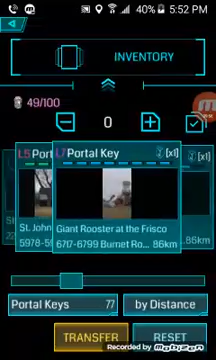 40% 5:52 PM
INVENTORY
49/100
0
L5 Port
L7 Portal Key [x1]
[x1]
St. John
Giant Rooster at the Frisco
5978-59
6717-6799 Burnet Ro... 86km
86km
Portal Keys 77 by Distance
TRANSFER RESET
Recorded by Mobizen